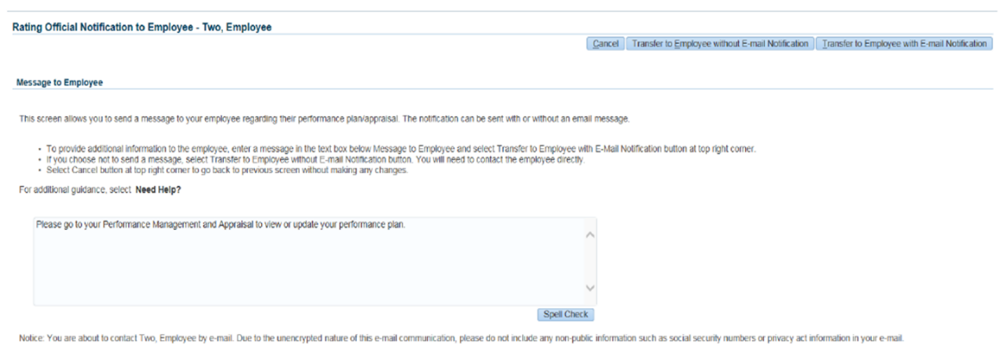 Rating Official Notification to Employee - Two, Employee
Cancel Transfer to Employee without E-mail Notification Transfer to Employee with E-mail Notification
Message to Employee
This screen allows you to send a message to your employee regarding their performance plan/appraisal. The notification can be sent with or without an email message.
• To provide additional information to the employee, enter a message in the text box below Message to Employee and select Transfer to Employee with E-Mail Notification button at top right corner.
• If you choose not to send a message, select Transfer to Employee without E-mail Notification button. You will need to contact the employee directly.
• Select Cancel button at top right corner to go back to previous screen without making any changes.
For additional guidance, select Need Help?
Please go to your Performance Management and Appraisal to view or update your performance plan.
Spell Check
Notice: You are about to contact Two, Employee by e-mail. Due to the unencrypted nature of this e-mail communication, please do not include any non-public information such as social security numbers or privacy act information in your e-mail.